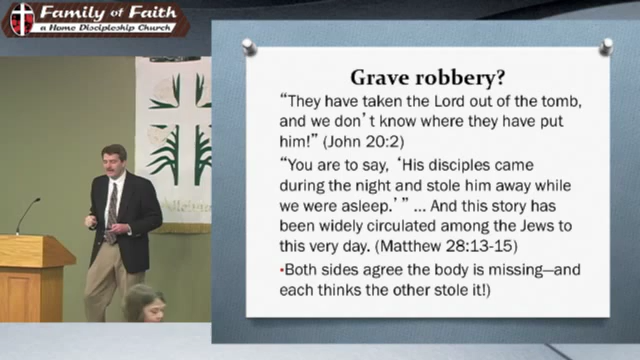 Family of Faith
a Home Discipleship Church
Grave robbery?
“They have taken the Lord out of the tomb,
and we don’t know where they have put
him!” (John 20:2)
“You are to say, ‘His disciples came
during the night and stole him away while
we were asleep.’” ... And this story has
been widely circulated among the Jews to
this very day. (Matthew 28:13-15)
•Both sides agree the body is missing—and
each thinks the other stole it!)